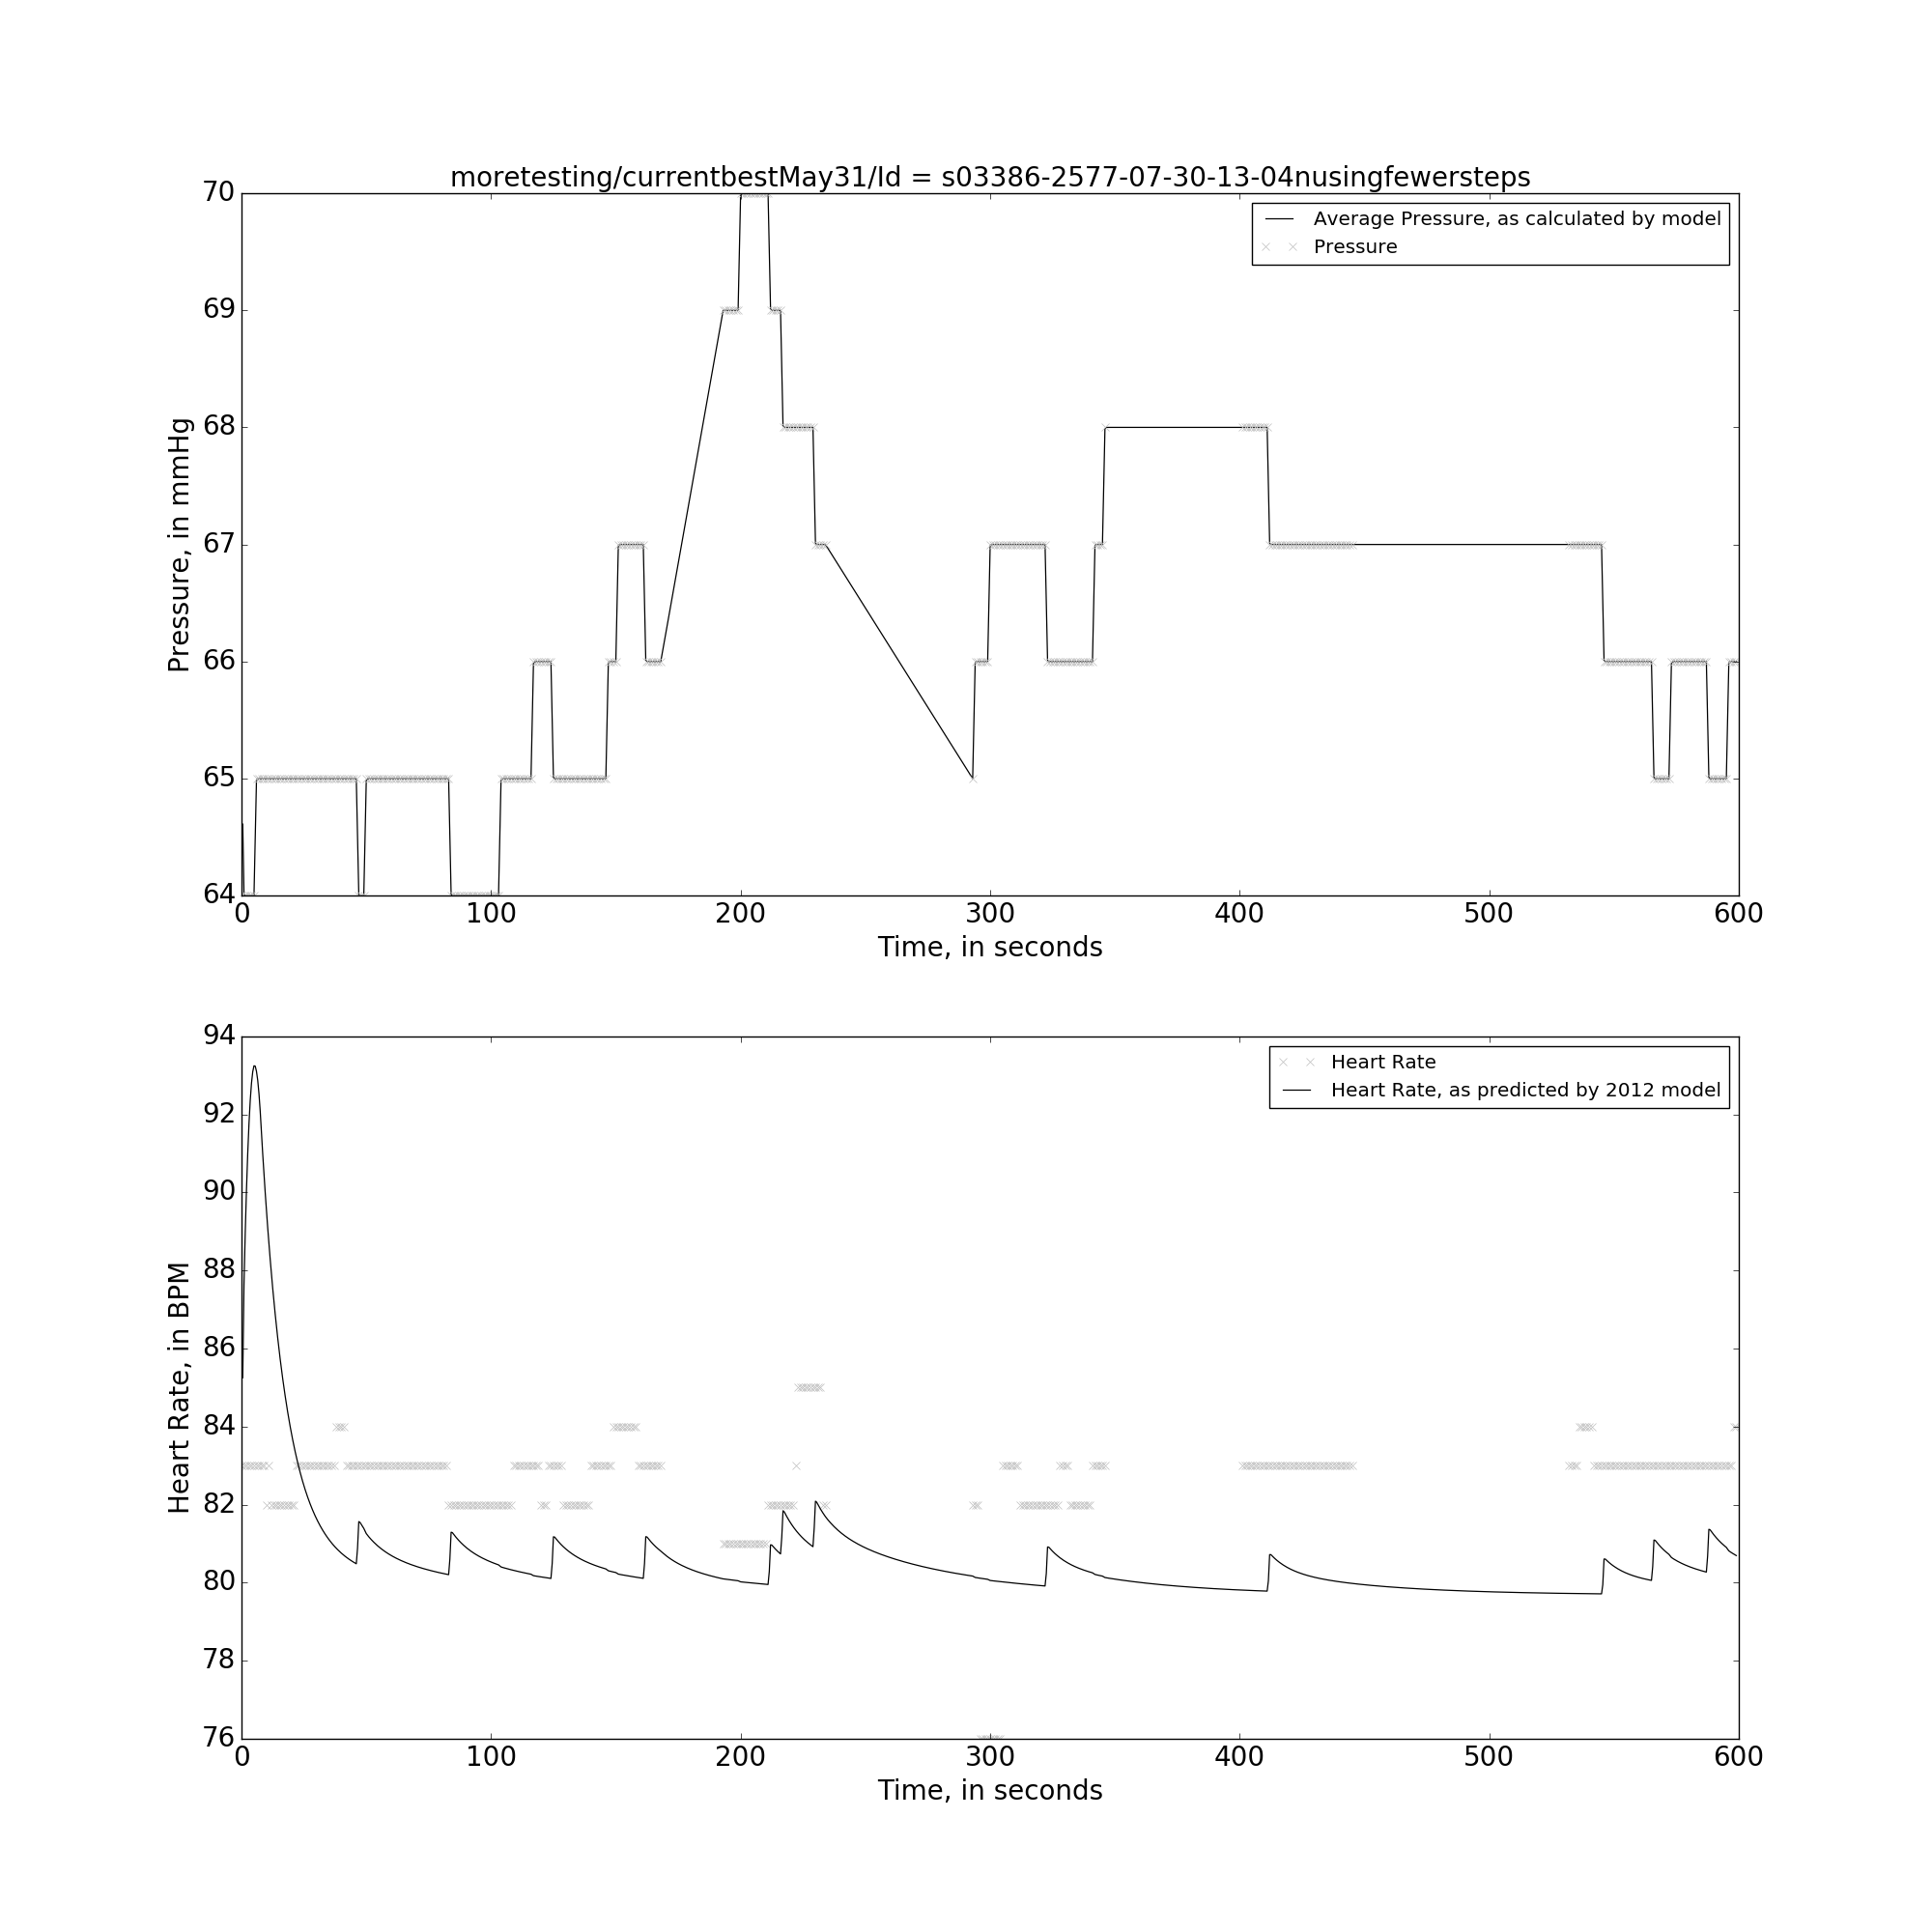 moretesting/currentbestMay31/Id = s03386-2577-07-30-13-04nusingfewersteps
70
69
68
67
66
65
64
Pressure, in mmHg
Average Pressure, as calculated by model
Pressure
0 100 200 300 400 500 600
Time, in seconds
94
92
90
88
86
84
82
80
78
76
Heart Rate, in BPM
Heart Rate
Heart Rate, as predicted by 2012 model
0 100 200 300 400 500 600
Time, in seconds